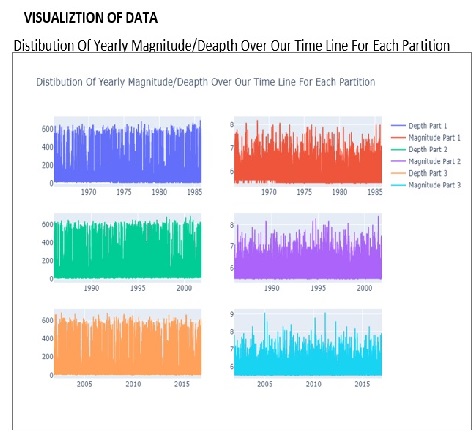 VISUALIZTION OF DATA
Distibution Of Yearly Magnitude/Deapth Over Our Time Line For Each Partition
Distibution Of Yearly Magnitude/Deapth Over Our Time Line For Each Partition
600
400
200
0
1970 1975 1980 1985
8
7
6
1970 1975 1980 1985
Depth Part 1
Magnitude Part 1
Depth Part 2
Magnitude Part 2
Depth Part 3
Magnitude Part 3
600
400
200
0
1990 1995 2000
8
7
6
1990 1995 2000
600
400
200
0
2005 2010 2015
9
8
7
6
2005 2010 2015